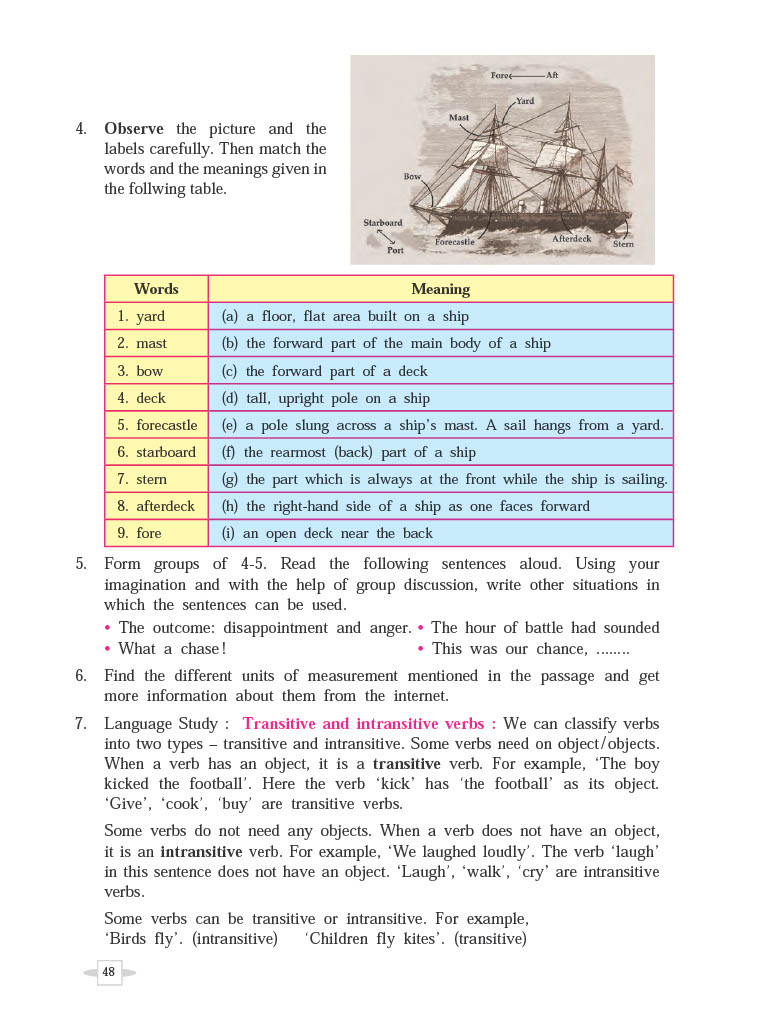 4. Observe the picture and the
labels carefully. Then match the
words and the meanings given in
the follwing table.
Fore Aft
Yard
Mast
Bow
Starboard
Port
Forecastle
Afterdeck
Stern
Words Meaning
1. yard (a) a floor, flat area built on a ship
2. mast (b) the forward part of the main body of a ship
3. bow (c) the forward part of a deck
4. deck (d) tall, upright pole on a ship
5. forecastle (e) a pole slung across a ship’s mast. A sail hangs from a yard.
6. starboard (f) the rearmost (back) part of a ship
7. stern (g) the part which is always at the front while the ship is sailing.
8. afterdeck (h) the right-hand side of a ship as one faces forward
9. fore (i) an open deck near the back
5. Form groups of 4-5. Read the following sentences aloud. Using your
imagination and with the help of group discussion, write other situations in
which the sentences can be used.
• The outcome: disappointment and anger. • The hour of battle had sounded
• What a chase! • This was our chance, ........
6. Find the different units of measurement mentioned in the passage and get
more information about them from the internet.
7. Language Study : Transitive and intransitive verbs : We can classify verbs
into two types – transitive and intransitive. Some verbs need on object/objects.
When a verb has an object, it is a transitive verb. For example, ‘The boy
kicked the football’. Here the verb ‘kick’ has ‘the football’ as its object.
‘Give’, ‘cook’, ‘buy’ are transitive verbs.
Some verbs do not need any objects. When a verb does not have an object,
it is an intransitive verb. For example, ‘We laughed loudly’. The verb ‘laugh’
in this sentence does not have an object. ‘Laugh’, ‘walk’, ‘cry’ are intransitive
verbs.
Some verbs can be transitive or intransitive. For example,
‘Birds fly’. (intransitive) ‘Children fly kites’. (transitive)
48